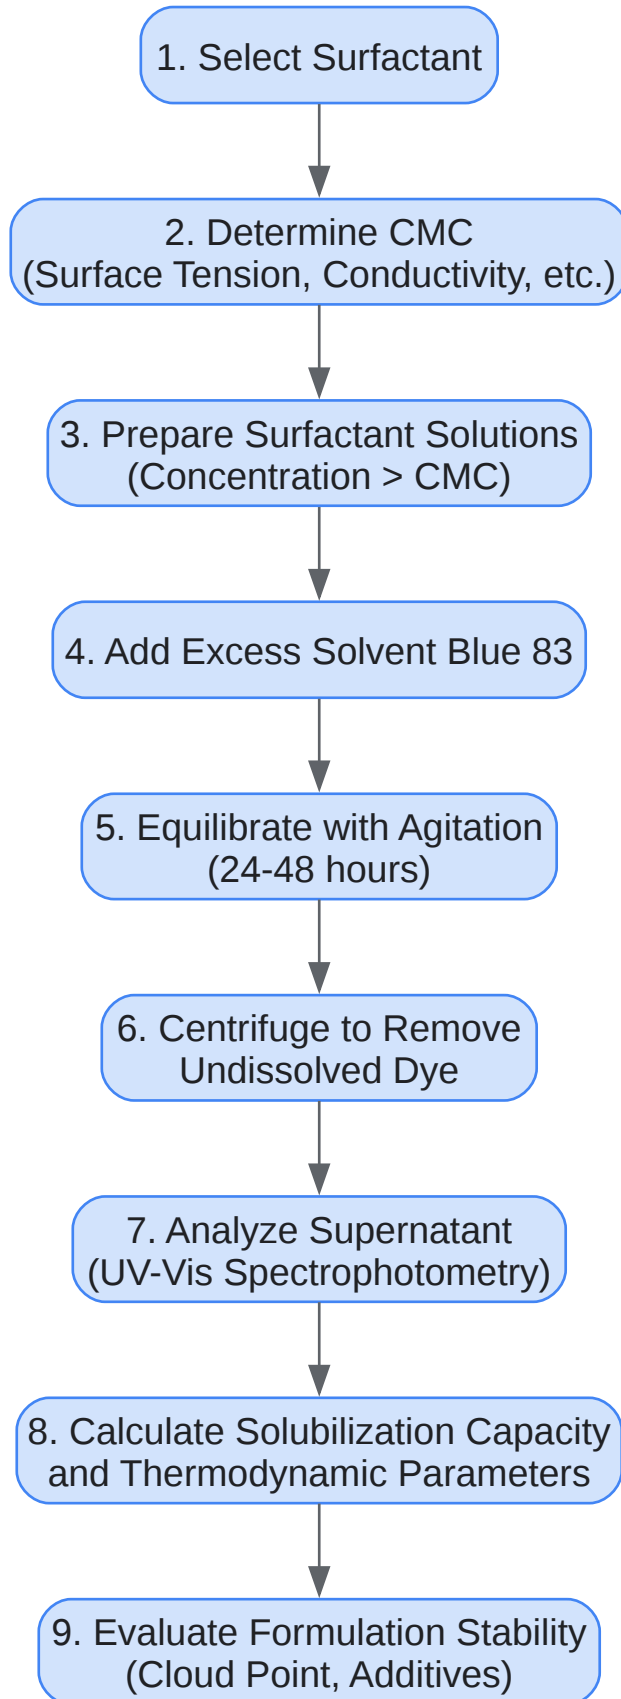 1. Select Surfactant
2. Determine CMC
(Surface Tension, Conductivity, etc.)
3. Prepare Surfactant Solutions
(Concentration > CMC)
4. Add Excess Solvent Blue 83
5. Equilibrate with Agitation
(24-48 hours)
6. Centrifuge to Remove
Undissolved Dye
7. Analyze Supernatant
(UV-Vis Spectrophotometry)
8. Calculate Solubilization Capacity
and Thermodynamic Parameters
9. Evaluate Formulation Stability
(Cloud Point, Additives)